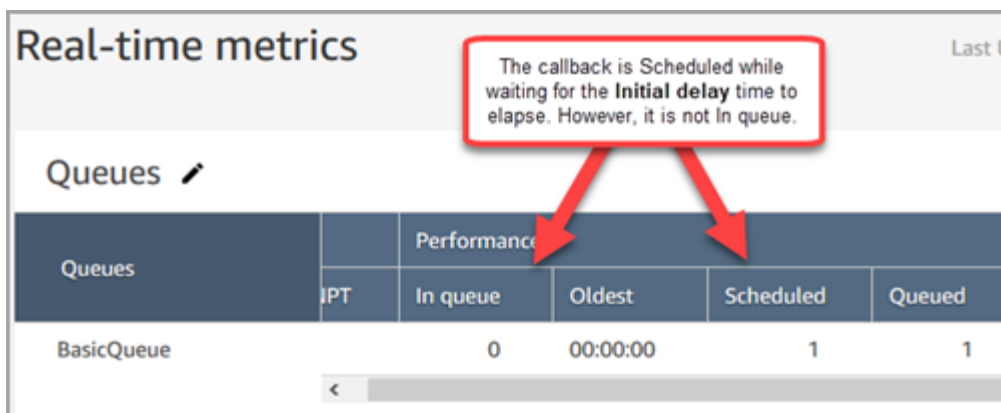 Real-time metrics
Last
The callback is Scheduled while
waiting for the Initial delay time to
elapse. However, it is not In queue.
Queues
Queues
Performance
NPT
In queue
Oldest
Scheduled
Queued
BasicQueue
0
00:00:00
1
1